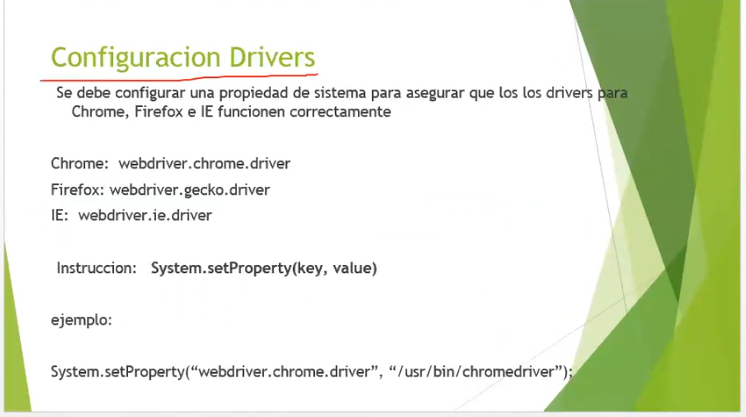 Configuracion Drivers
Se debe configurar una propiedad de sistema para asegurar que los los drivers para
Chrome, Firefox e IE funcionen correctamente
Chrome: webdriver.chrome.driver
Firefox: webdriver.gecko.driver
IE: webdriver.ie.driver
Instruccion: System.setProperty(key, value)
ejemplo:
System.setProperty(“webdriver.chrome.driver”, “/usr/bin/chromedriver”);